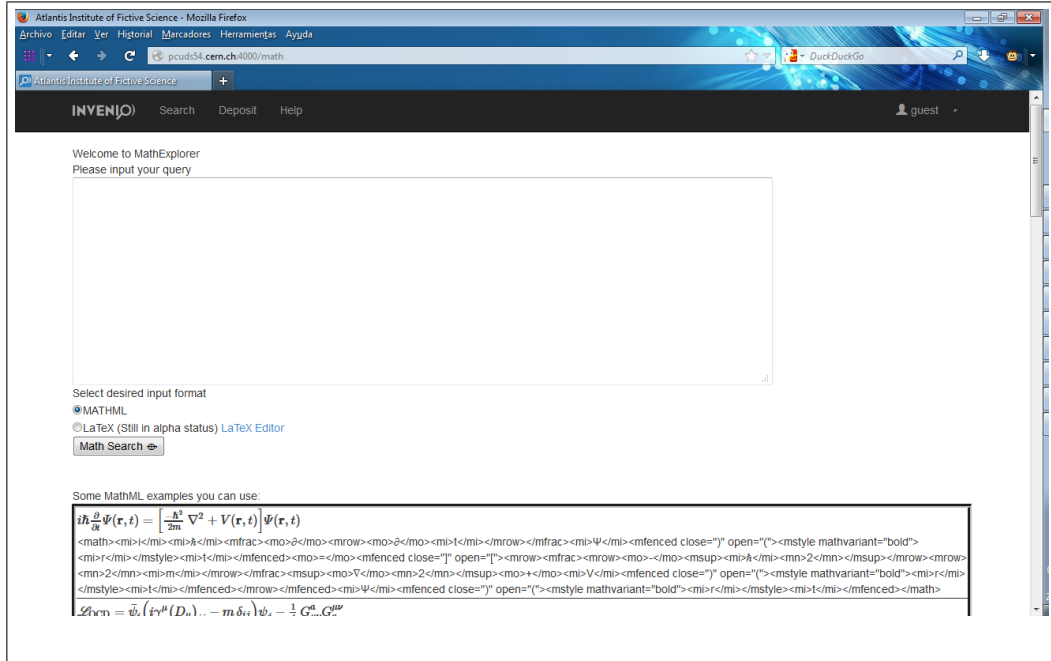 Atlantis Institute of Fictive Science - Mozilla Firefox
Archivo Editar Ver Historial Marcadores Herramientas Ayuda
pcuds54.cern.ch:4000/math DuckDuckGo
Atlantis Institute of Fictive Science +
INVENIO Search Deposit Help guest
Welcome to MathExplorer
Please input your query
Select desired input format
MATHML
LaTeX (Still in alpha status) LaTeX Editor
Math Search
Some MathML examples you can use:
iℏ ∂/∂t Ψ(r, t) = [−ℏ²/2m ∇² + V(r, t)] Ψ(r, t)
<math><mi>i</mi><mi>ℏ</mi><mfrac><mo>∂</mo><mrow><mo>∂</mo><mi>t</mi></mrow></mfrac><mi>Ψ</mi><mfenced close=")" open="("><mstyle mathvariant="bold">
<mi>r</mi></mstyle><mi>t</mi></mfenced><mo>=</mo><mfenced close="]" open="["><mrow><mfrac><mrow><mo>-</mo><msup><mi>ℏ</mi><mn>2</mn></msup></mrow><mrow>
<mn>2</mn><mi>m</mi></mrow></mfrac><msup><mo>∇</mo><mn>2</mn></msup><mo>+</mo><mi>V</mi><mfenced close=")" open="("><mstyle mathvariant="bold"><mi>r</mi>
</mstyle><mi>t</mi></mfenced></mrow></mfenced><mi>Ψ</mi><mfenced close=")" open="("><mstyle mathvariant="bold"><mi>r</mi></mstyle><mi>t</mi></mfenced></math>